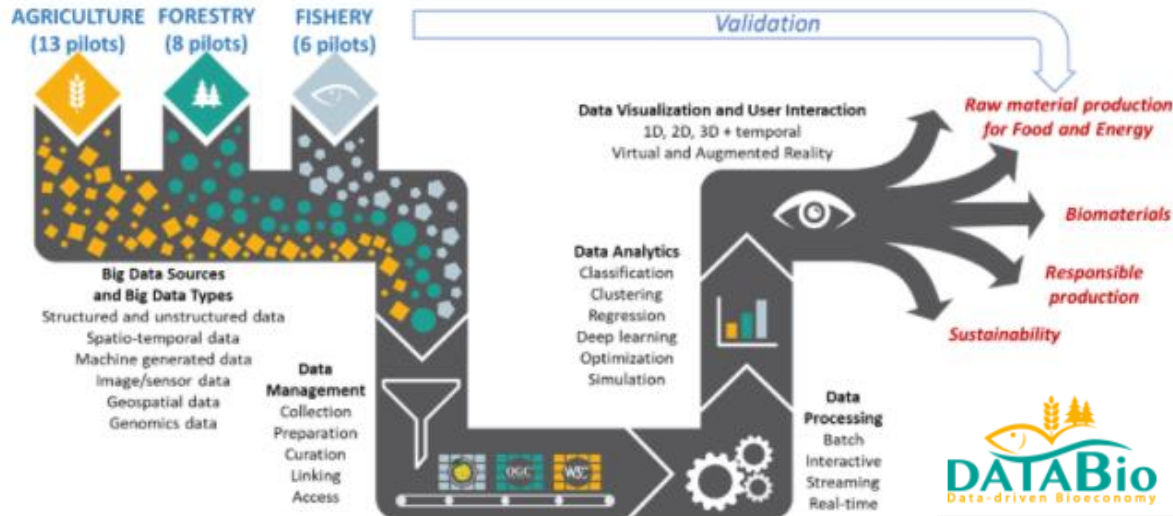 AGRICULTURE
(13 pilots)
FORESTRY
(8 pilots)
FISHERY
(6 pilots)
Validation
Big Data Sources
and Big Data Types
Structured and unstructured data
Spatio-temporal data
Machine generated data
Image/sensor data
Geospatial data
Genomics data
Data
Management
Collection
Preparation
Curation
Linking
Access
OGC
W3C
Data
Processing
Batch
Interactive
Streaming
Real-time
Data Analytics
Classification
Clustering
Regression
Deep learning
Optimization
Simulation
Data Visualization and User Interaction
1D, 2D, 3D + temporal
Virtual and Augmented Reality
Raw material production
for Food and Energy
Biomaterials
Responsible
production
Sustainability
DATABio
Data-driven Bioeconomy